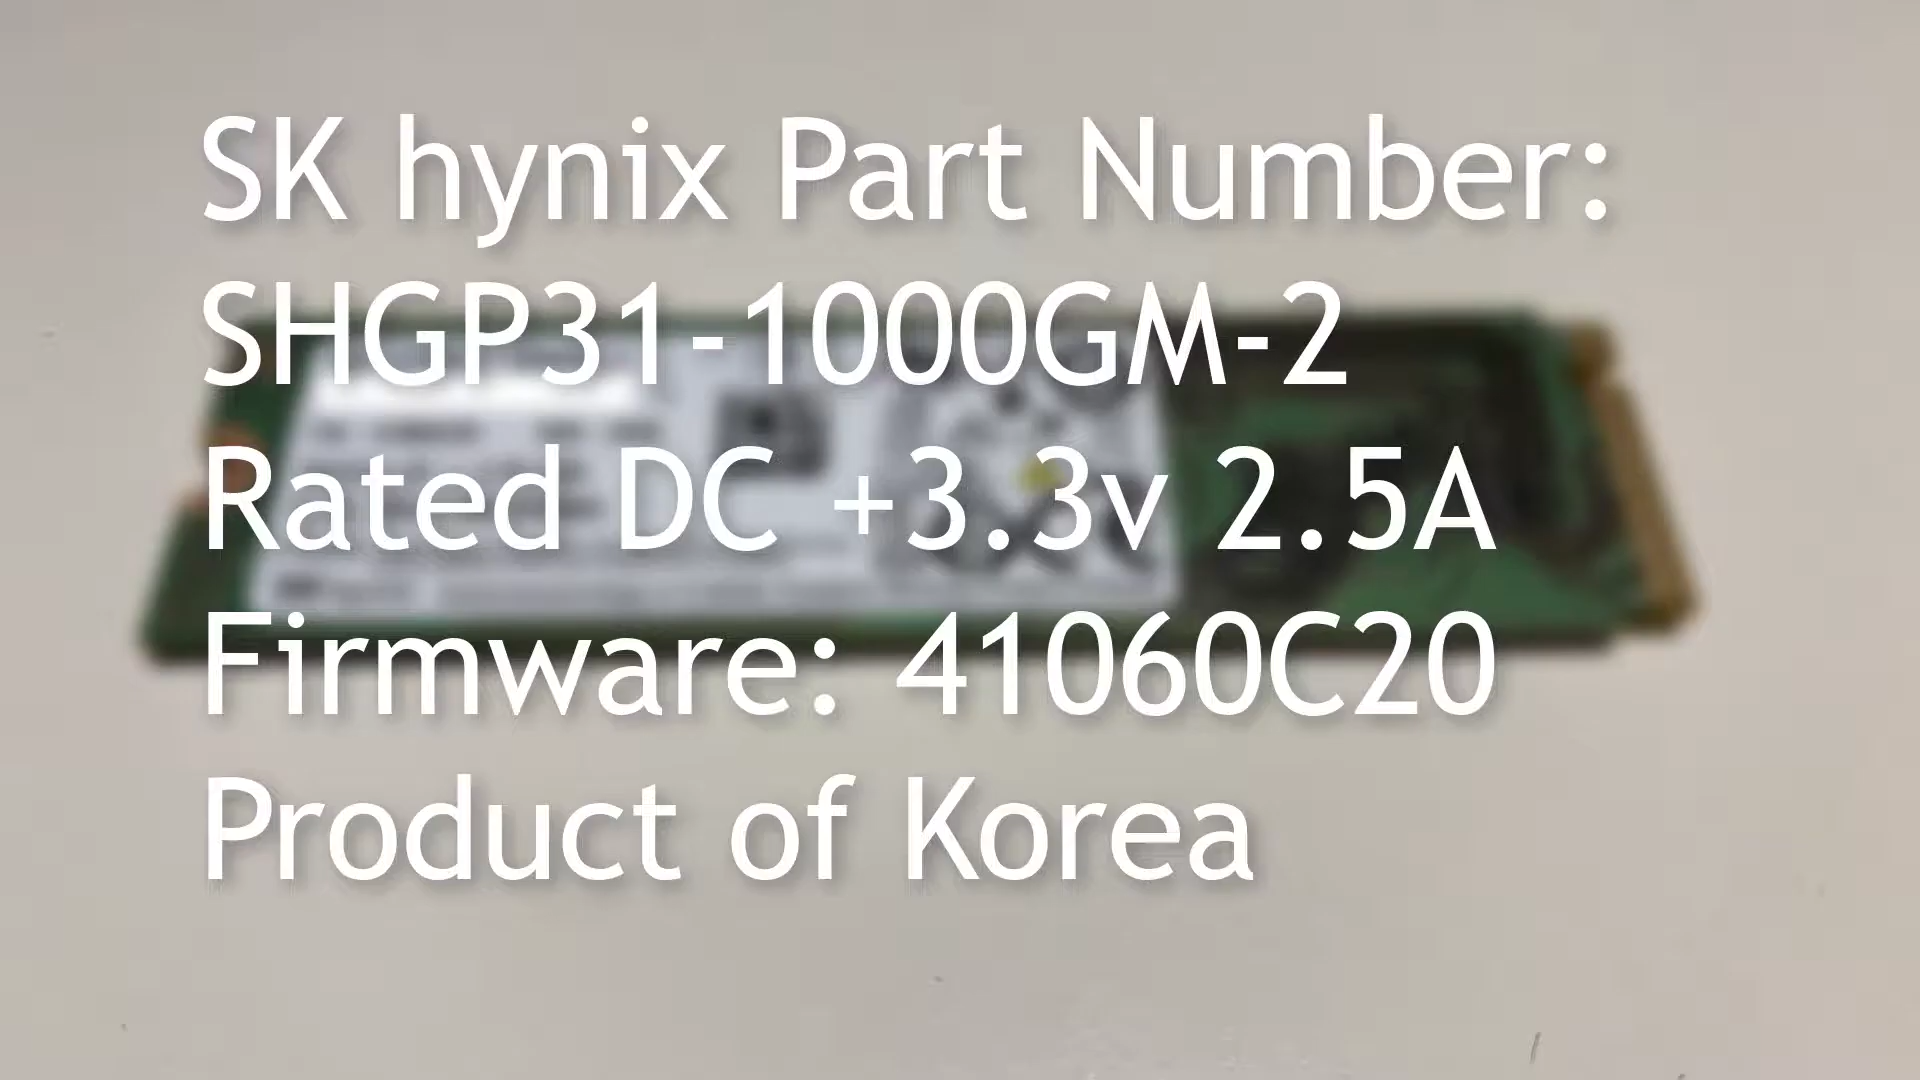 SK hynix Part Number:
SHGP31-1000GM-2
Rated DC +3.3v 2.5A
Firmware: 41060C20
Product of Korea